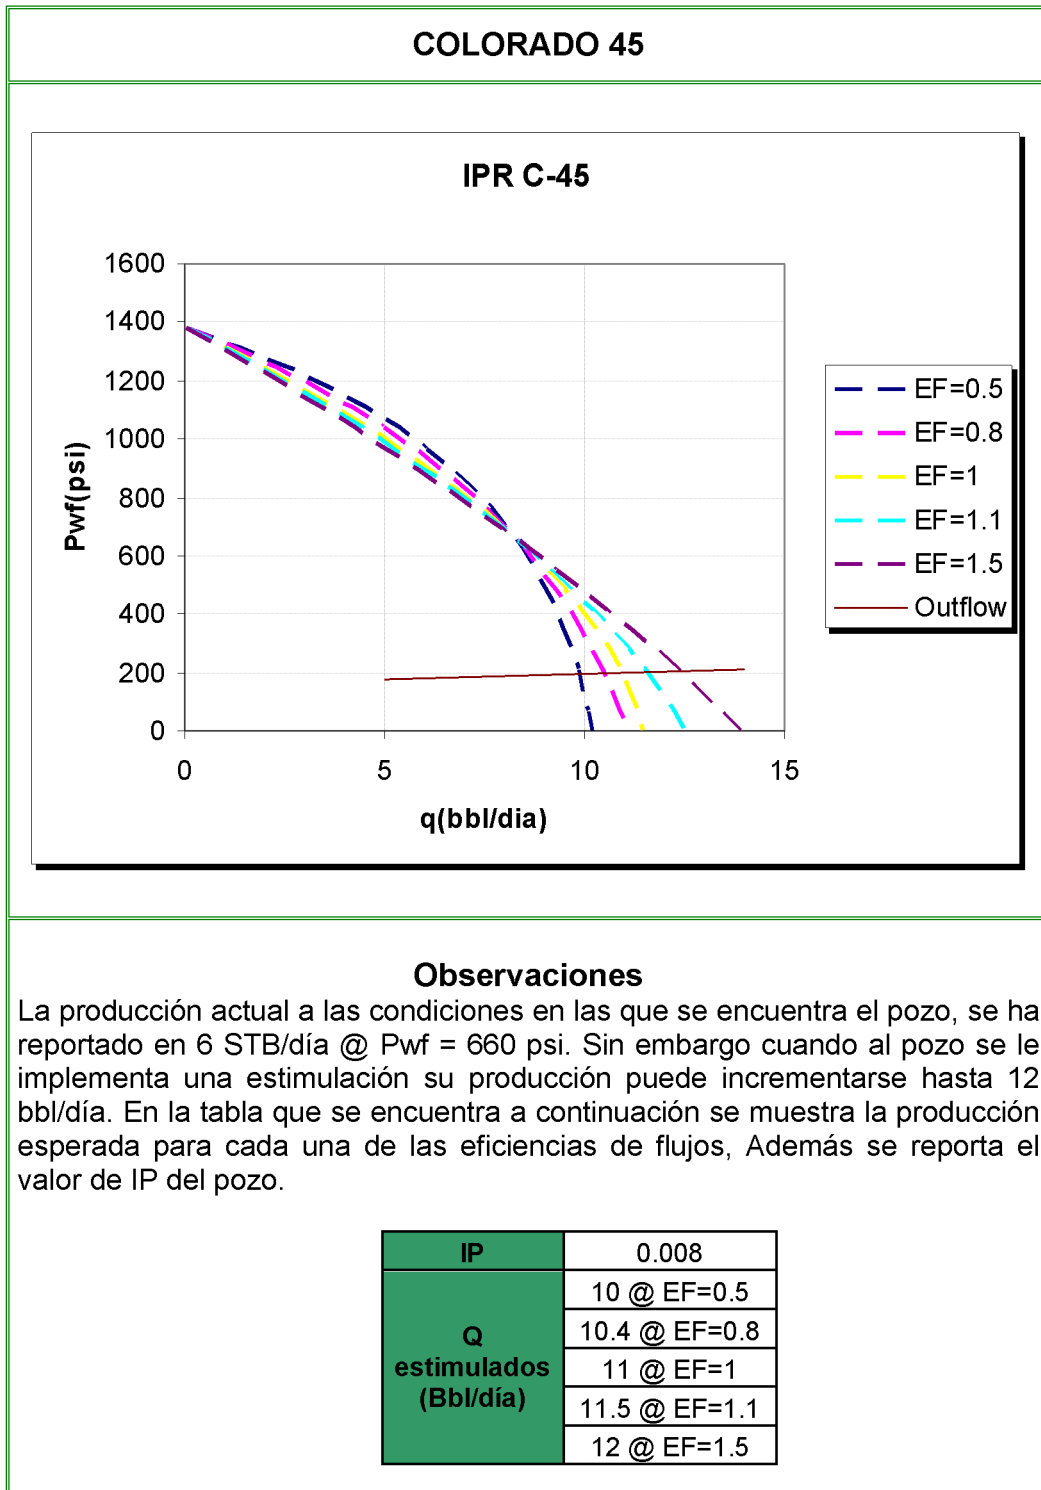 COLORADO 45
IPR C-45
1600
1400
1200
1000
800
600
400
200
0
Pwf(psi)
0 5 10 15
q(bbl/dia)
EF=0.5
EF=0.8
EF=1
EF=1.1
EF=1.5
Outflow
Observaciones
La producción actual a las condiciones en las que se encuentra el pozo, se ha
reportado en 6 STB/día @ Pwf = 660 psi. Sin embargo cuando al pozo se le
implementa una estimulación su producción puede incrementarse hasta 12
bbl/día. En la tabla que se encuentra a continuación se muestra la producción
esperada para cada una de las eficiencias de flujos, Además se reporta el
valor de IP del pozo.
IP 0.008
Q
estimulados
(Bbl/día)
10 @ EF=0.5
10.4 @ EF=0.8
11 @ EF=1
11.5 @ EF=1.1
12 @ EF=1.5